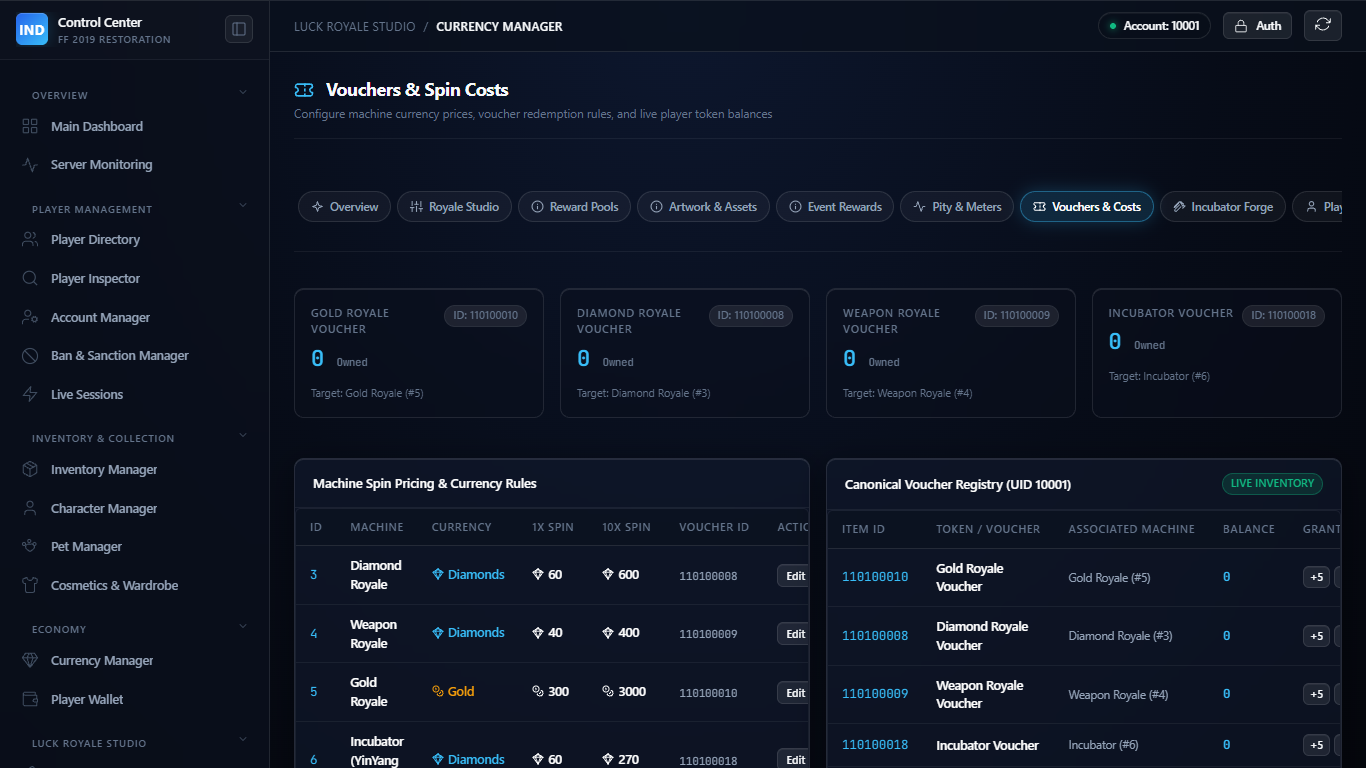 IND
Control Center
FF 2019 RESTORATION
OVERVIEW
Main Dashboard
Server Monitoring
PLAYER MANAGEMENT
Player Directory
Player Inspector
Account Manager
Ban & Sanction Manager
Live Sessions
INVENTORY & COLLECTION
Inventory Manager
Character Manager
Pet Manager
Cosmetics & Wardrobe
ECONOMY
Currency Manager
Player Wallet
LUCK ROYALE STUDIO
LUCK ROYALE STUDIO / CURRENCY MANAGER
Account: 10001
Auth
Vouchers & Spin Costs
Configure machine currency prices, voucher redemption rules, and live player token balances
Overview
Royale Studio
Reward Pools
Artwork & Assets
Event Rewards
Pity & Meters
Vouchers & Costs
Incubator Forge
Play
GOLD ROYALE
VOUCHER
ID: 110100010
0 Owned
Target: Gold Royale (#5)
DIAMOND ROYALE
VOUCHER
ID: 110100008
0 Owned
Target: Diamond Royale (#3)
WEAPON ROYALE
VOUCHER
ID: 110100009
0 Owned
Target: Weapon Royale (#4)
INCUBATOR VOUCHER
ID: 110100018
0 Owned
Target: Incubator (#6)
Machine Spin Pricing & Currency Rules
ID MACHINE CURRENCY 1X SPIN 10X SPIN VOUCHER ID ACTIO
3 Diamond
Royale Diamonds 60 600 110100008 Edit
4 Weapon
Royale Diamonds 40 400 110100009 Edit
5 Gold
Royale Gold 300 3000 110100010 Edit
Incubator
6 (YinYang Diamonds 60 270 110100018 Edit
Canonical Voucher Registry (UID 10001)
LIVE INVENTORY
ITEM ID TOKEN / VOUCHER ASSOCIATED MACHINE BALANCE GRANT
110100010 Gold Royale
Voucher Gold Royale (#5) 0 +5
110100008 Diamond Royale
Voucher Diamond Royale (#3) 0 +5
110100009 Weapon Royale
Voucher Weapon Royale (#4) 0 +5
110100018 Incubator Voucher Incubator (#6) 0 +5